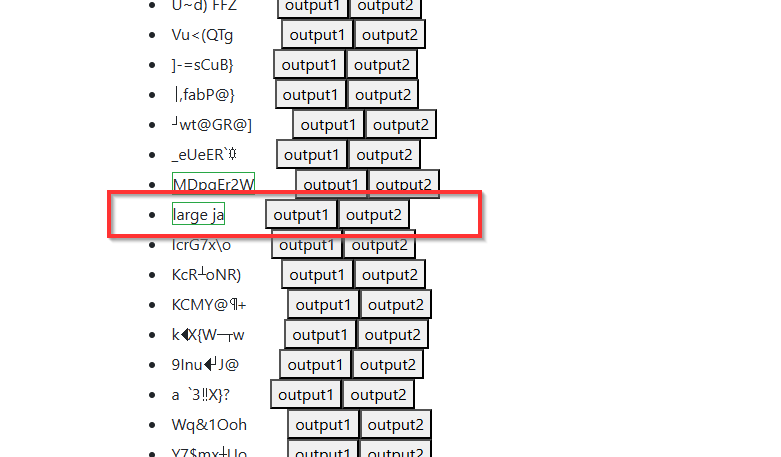 U~d) FFZ output1 output2
Vu<(QTg output1 output2
]-=sCuB} output1 output2
|,fabP@} output1 output2
┘wt@GR@] output1 output2
_eUeER`☼ output1 output2
MDpgEr2W output1 output2
large ja output1 output2
IcrG7x\o output1 output2
KcR┴oNR) output1 output2
KCMY@¶+ output1 output2
k◄X{W─┬w output1 output2
9Inu◄┘J@ output1 output2
a `3‼X}? output1 output2
Wq&1Ooh output1 output2
Y7$mx┼Uo output1 output2